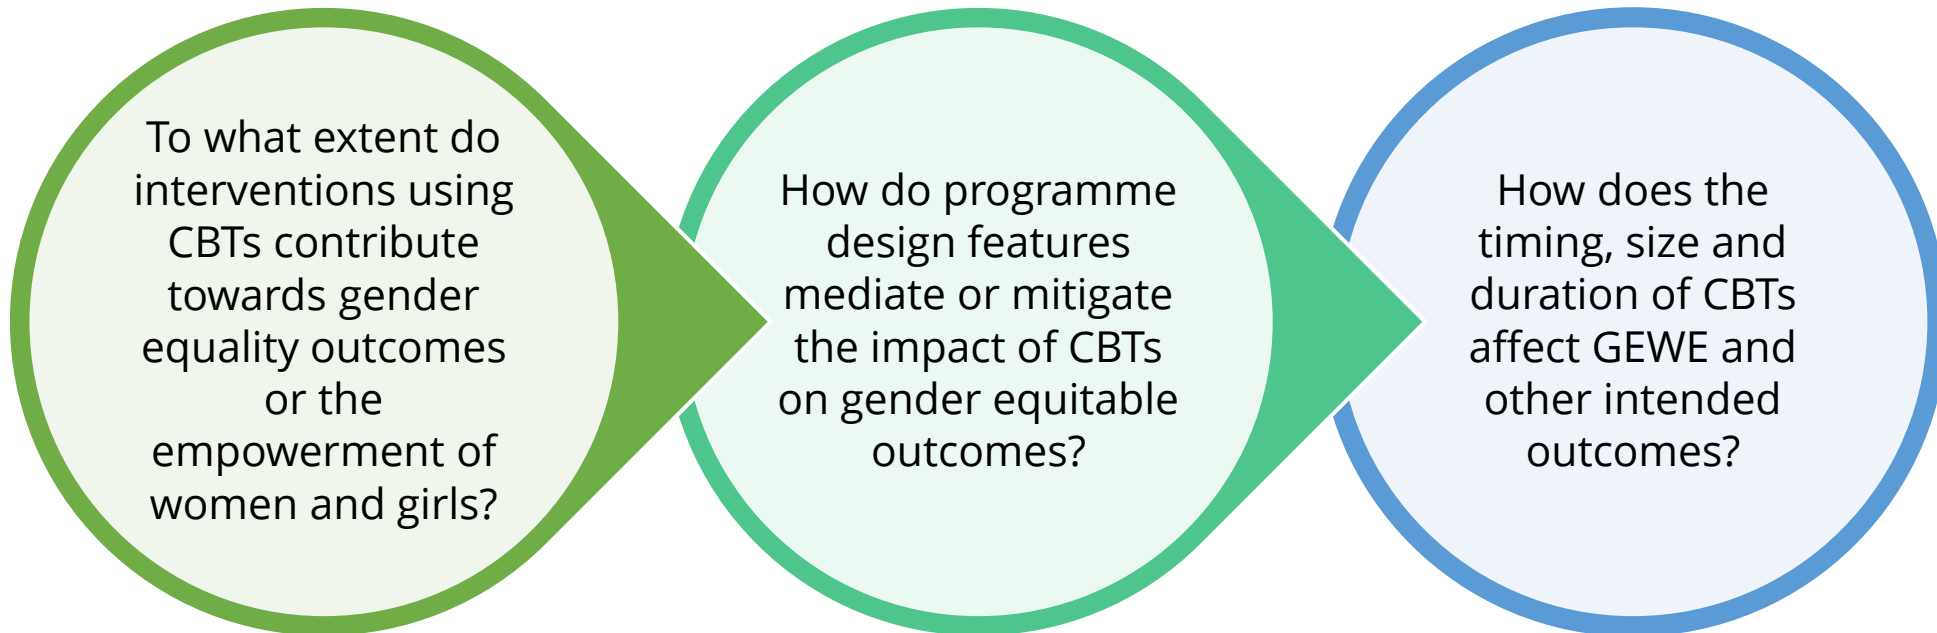 To what extent do
interventions using
CBTs contribute
towards gender
equality outcomes
or the
empowerment of
women and girls?
How do programme
design features
mediate or mitigate
the impact of CBTs
on gender equitable
outcomes?
How does the
timing, size and
duration of CBTs
affect GEWE and
other intended
outcomes?